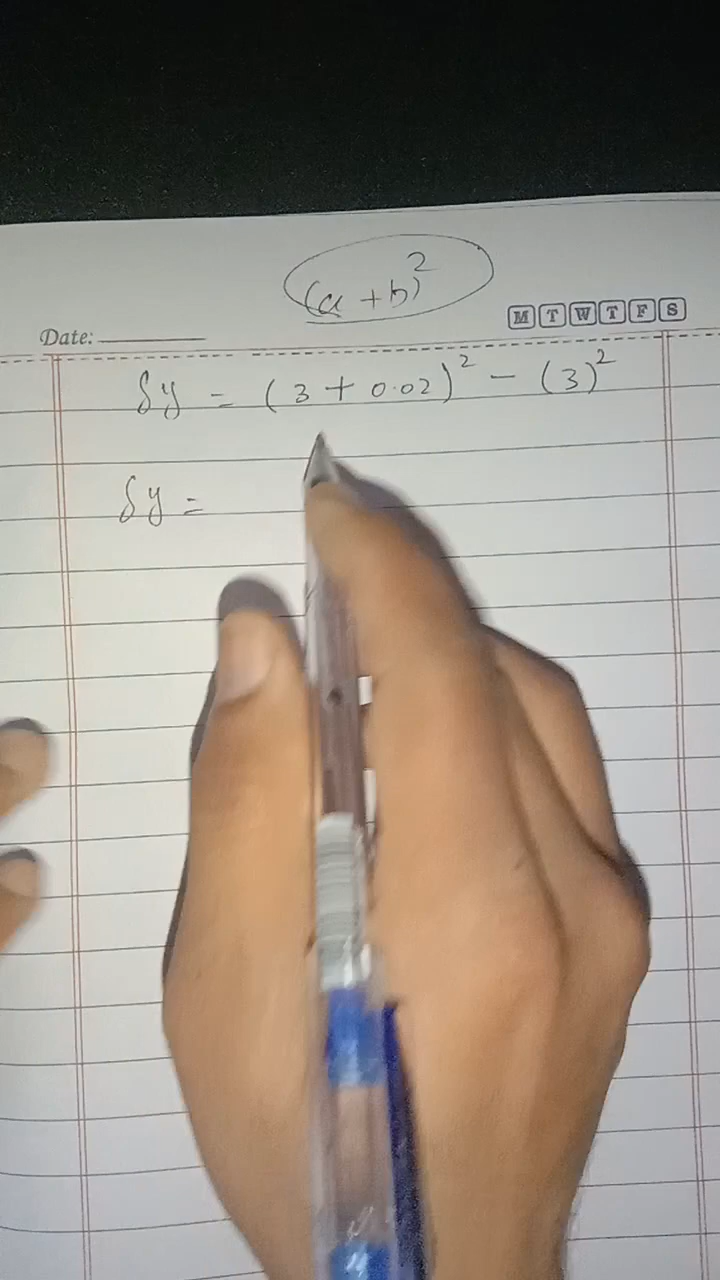 (a + b)²
M T W T F S
Date:
δy = (3 + 0.02)² - (3)²
δy =